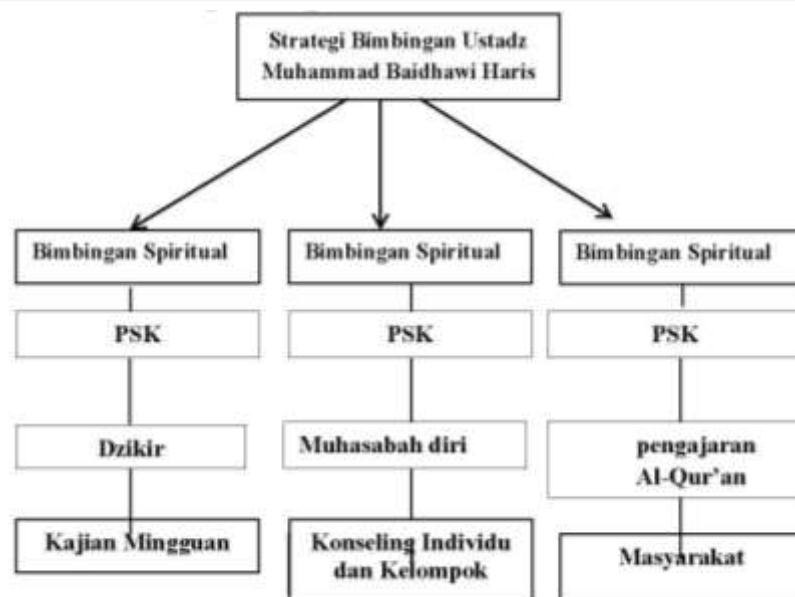 Strategi Bimbingan Ustadz
Muhammad Baidhawi Haris
Bimbingan Spiritual
Bimbingan Spiritual
Bimbingan Spiritual
PSK
PSK
PSK
Dzikir
Muhasabah diri
pengajaran
Al-Qur'an
Kajian Mingguan
Konseling Individu
dan Kelompok
Masyarakat